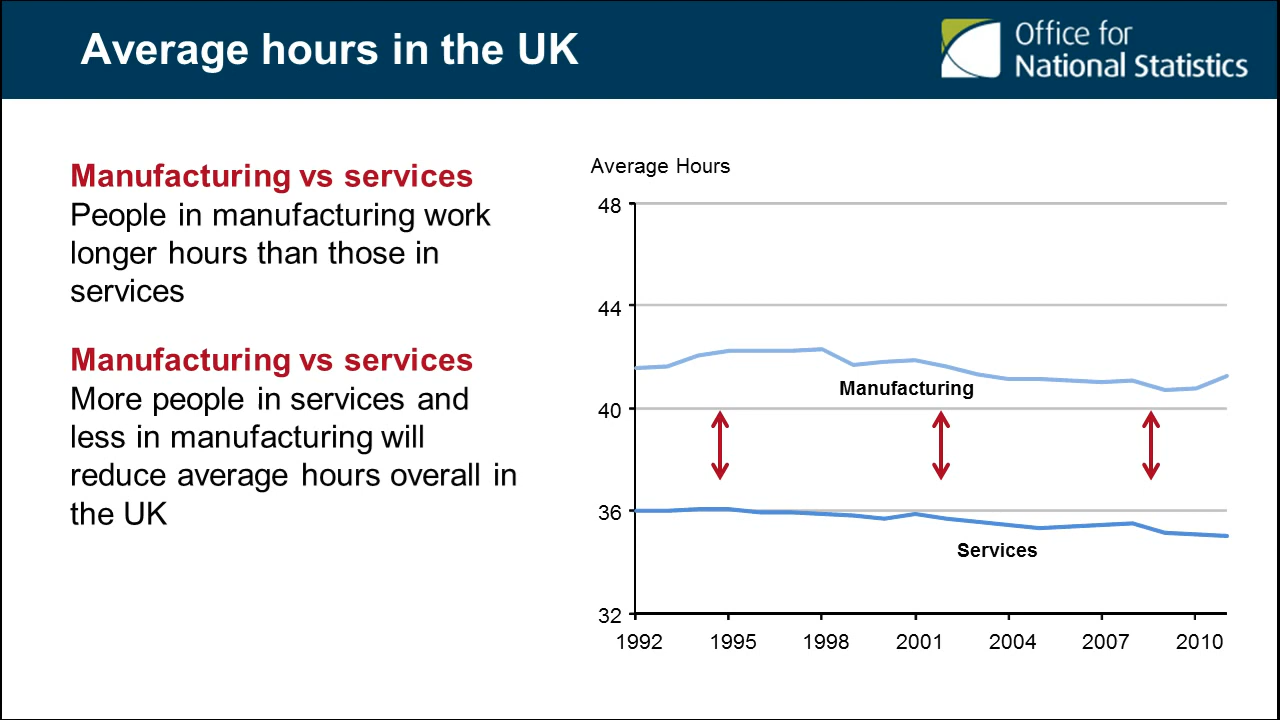 Average hours in the UK
Office for
National Statistics
Manufacturing vs services
People in manufacturing work
longer hours than those in
services
Manufacturing vs services
More people in services and
less in manufacturing will
reduce average hours overall in
the UK
Average Hours
48
44
Manufacturing
40
36
Services
32
1992 1995 1998 2001 2004 2007 2010